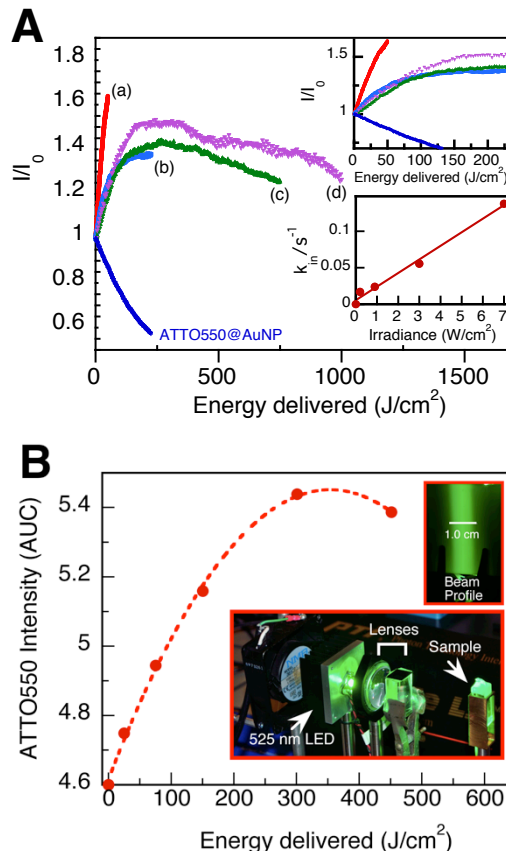 A
1.8
1.6
1.4
1.2
1
0.8
0.6
I/I0
(a)
(b)
(c)
(d)
ATTO550@AuNP
0
500
1000
1500
Energy delivered (J/cm2)
1.5
1
I/I0
0
50
100
150
200
Energy delivered (J/cm2)
0.15
0.1
0.05
0
kin/s-1
0 1 2 3 4 5 6 7
Irradiance (W/cm2)
B
5.4
5.2
5
4.8
4.6
ATTO550 Intensity (AUC)
0 100 200 300 400 500 600
Energy delivered (J/cm2)
1.0 cm
Beam
Profile
Lenses
Sample
525 nm LED